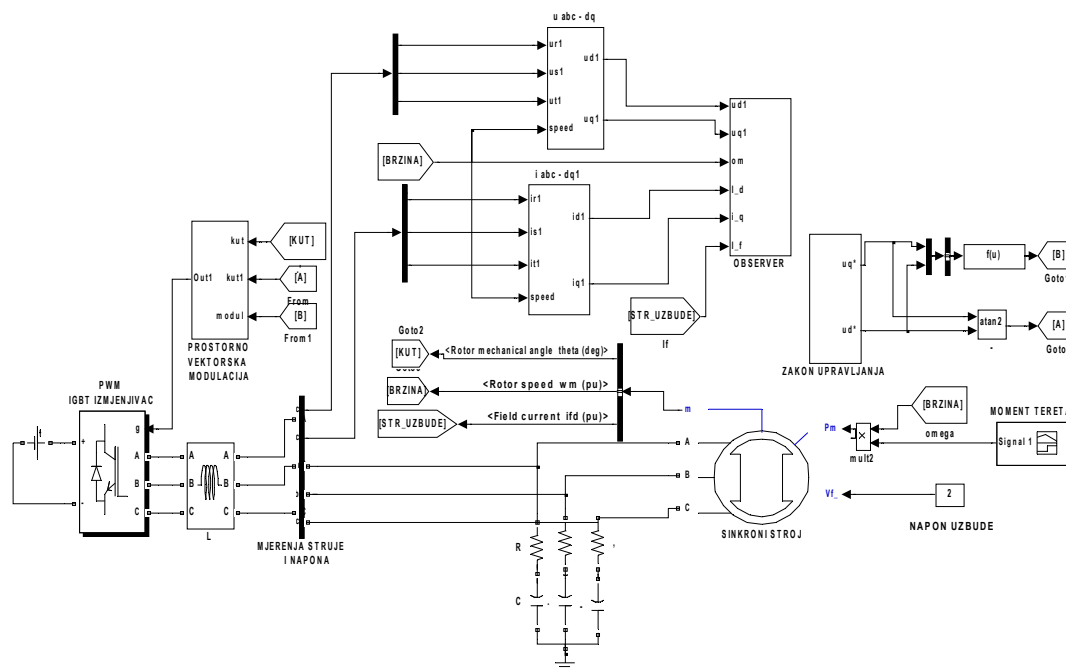 u abc - dq
ur1
us1
ut1
speed
ud1
uq1
[BRZINA]
i abc - dq1
ir1
is1
it1
speed
id1
iq1
ud1
uq1
om
I_d
i_q
I_f
OBSERVER
[STR_UZBUDE]
If
kut
kut1
modul
Out1
[KUT]
[A]
From
[B]
From1
PROSTORNO
VEKTORSKA
MODULACIJA
uq*
ud*
ZAKON UPRAVLJANJA
f(u)
atan2
[B]
Goto
[A]
Goto
Goto2
[KUT]
<Rotor mechanical angle theta (deg)>
[BRZINA]
<Rotor speed wm (pu)>
[STR_UZBUDE]
<Field current ifd (pu)>
PWM
IGBT IZMJENJIVAC
g
+
-
A
B
C
A
B
C
A
B
C
L
MJERENJA STRUJE
I NAPONA
R
C
m
A
B
C
SINKRONI STROJ
Pm
Vf_
mult2
[BRZINA]
omega
MOMENT TERETA
Signal 1
2
NAPON UZBUDE